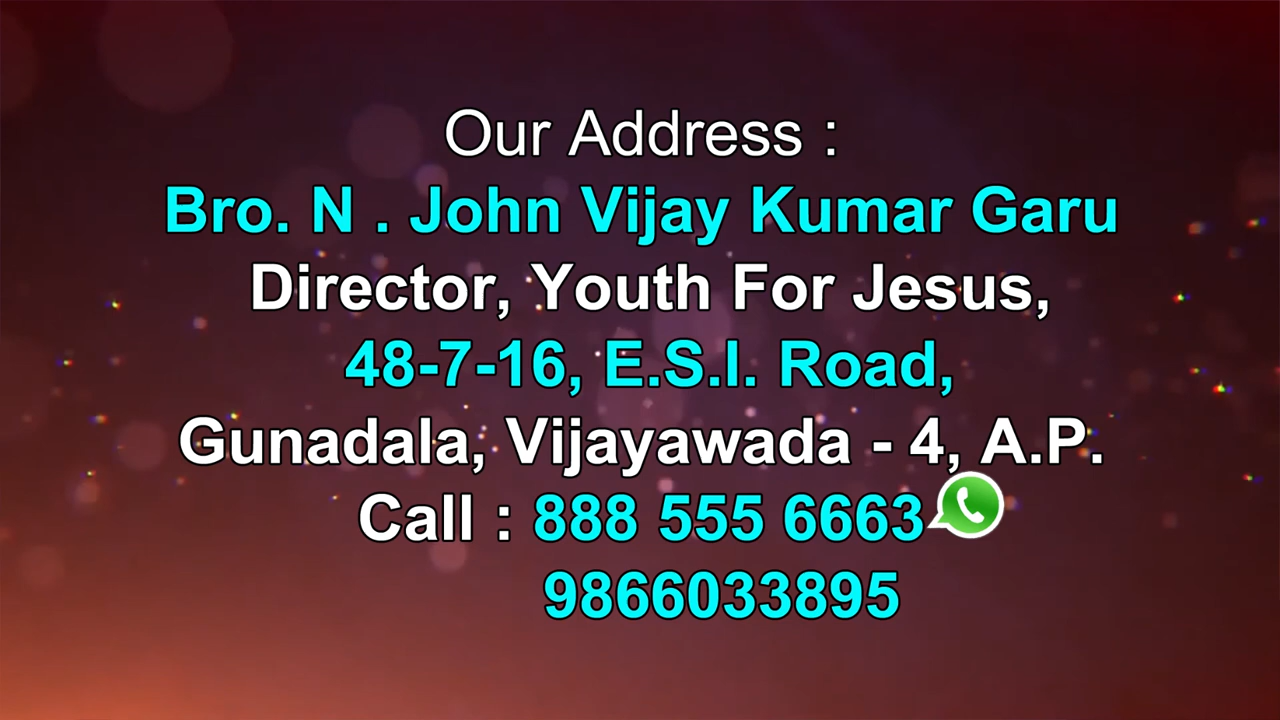 Our Address :
Bro. N . John Vijay Kumar Garu
Director, Youth For Jesus,
48-7-16, E.S.I. Road,
Gunadala, Vijayawada - 4, A.P.
Call : 888 555 6663
9866033895